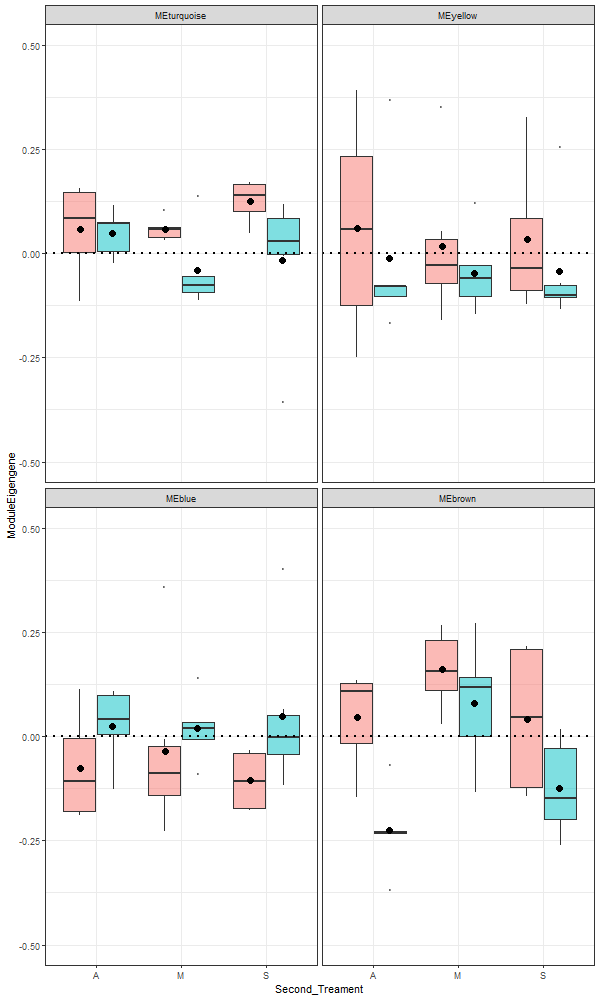 MEturquoise
MEyellow
0.50
0.25
0.00
-0.25
-0.50
MEblue
MEbrown
0.50
0.25
0.00
-0.25
-0.50
A
M
S
A
M
S
ModuleEigengene
Second_Treament